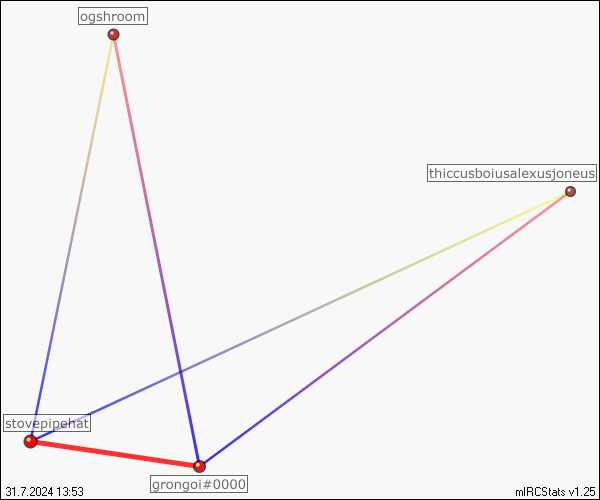 ogshroom
thiccusboiusalexusjoneus
stovepipehat
grongoi#0000
31.7.2024 13:53
mIRCStats v1.25